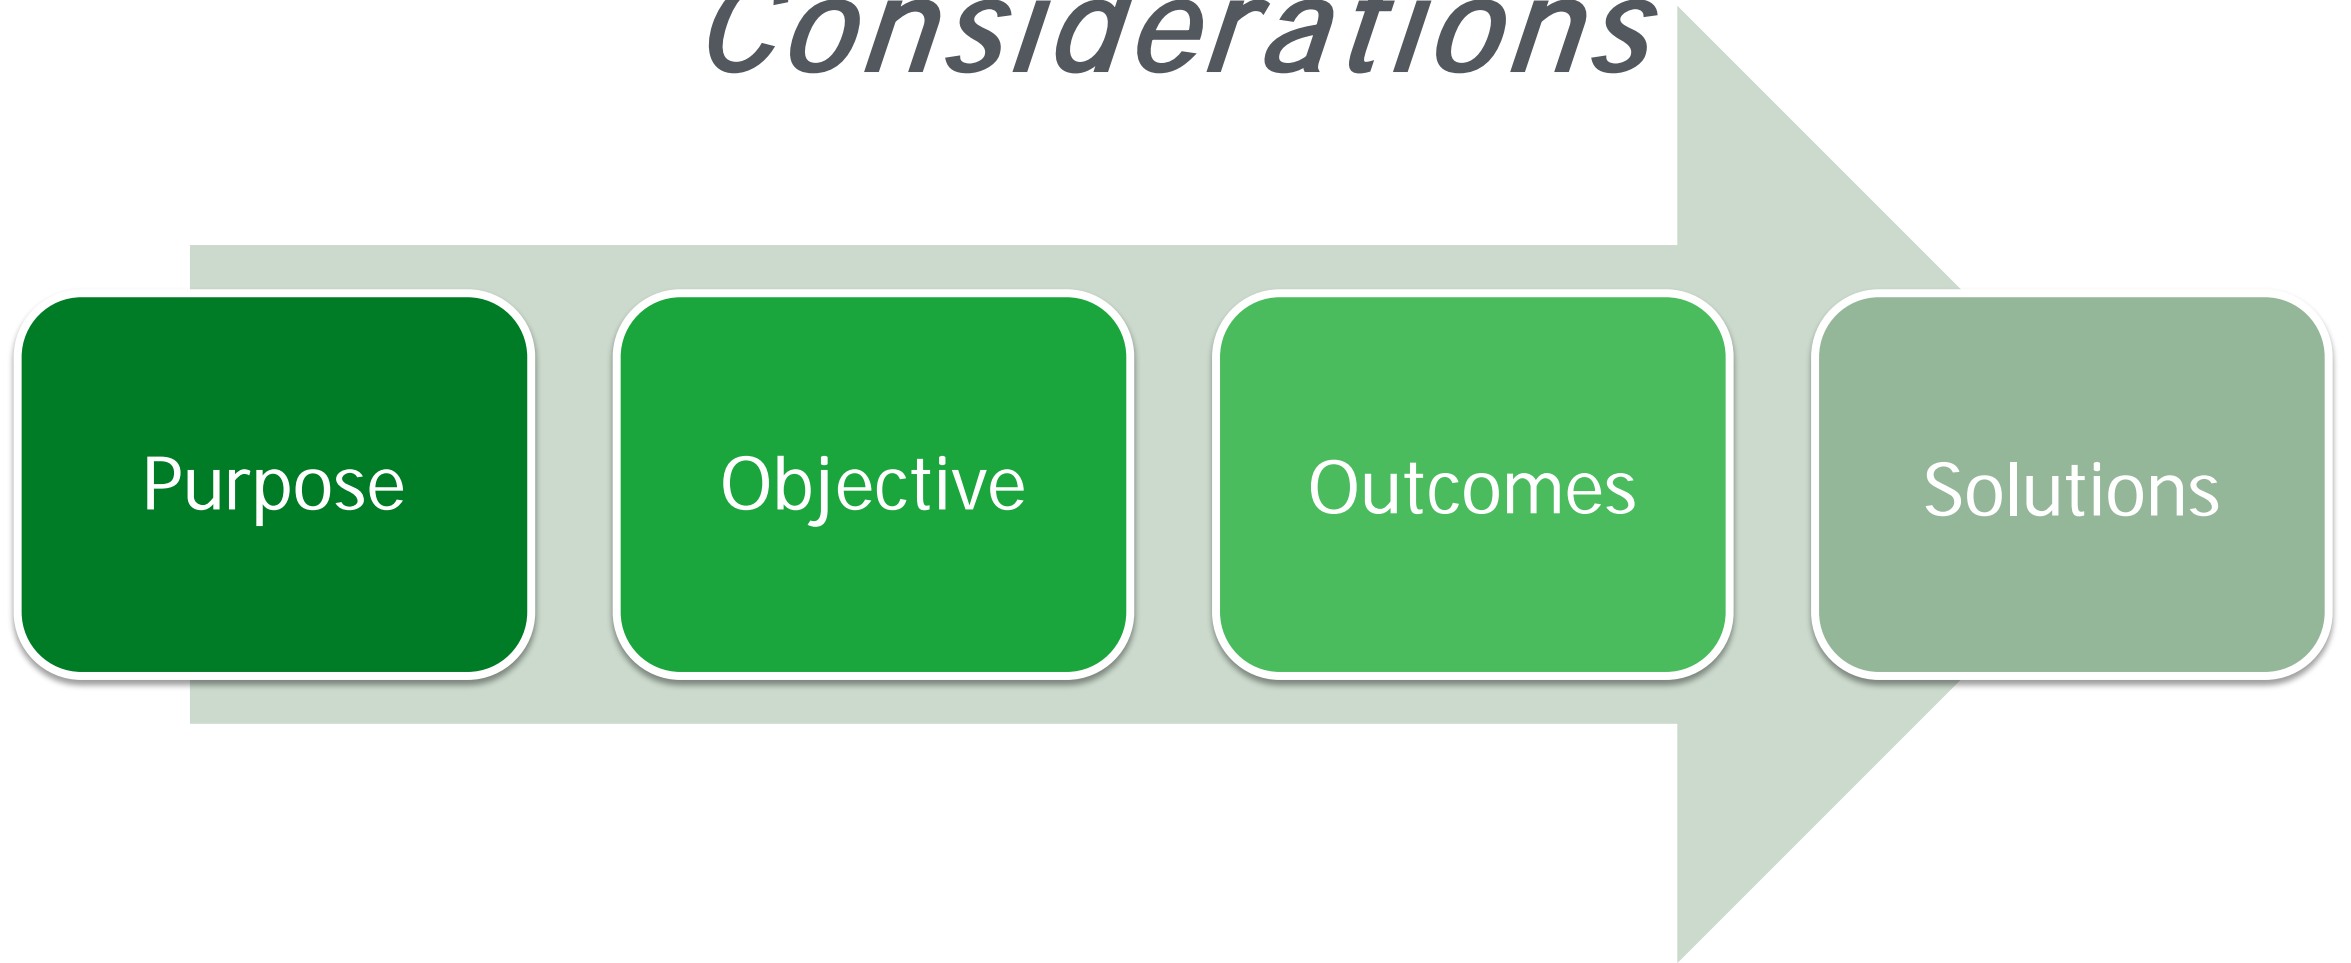 Considerations
Purpose
Objective
Outcomes
Solutions